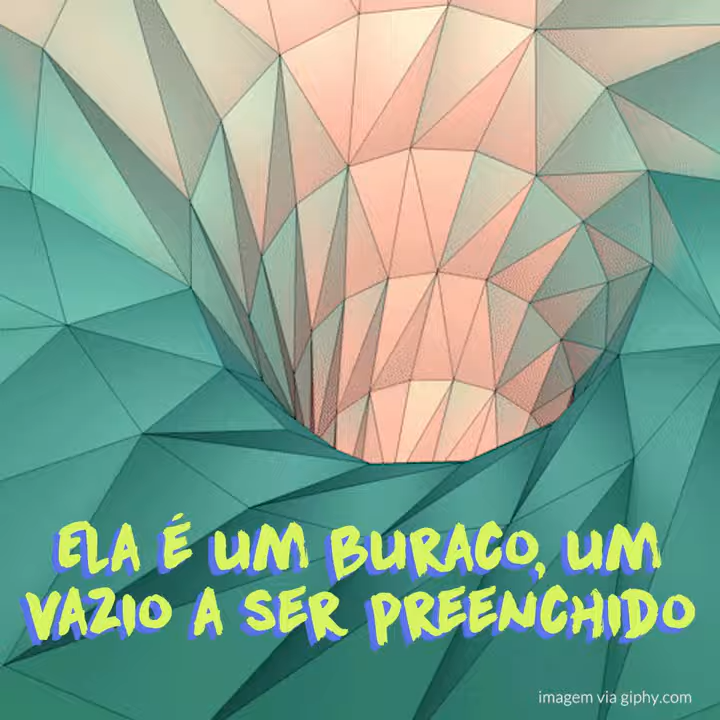 ELA É UM BURACO, UM
VAZIO A SER PREENCHIDO
imagem via giphy.com